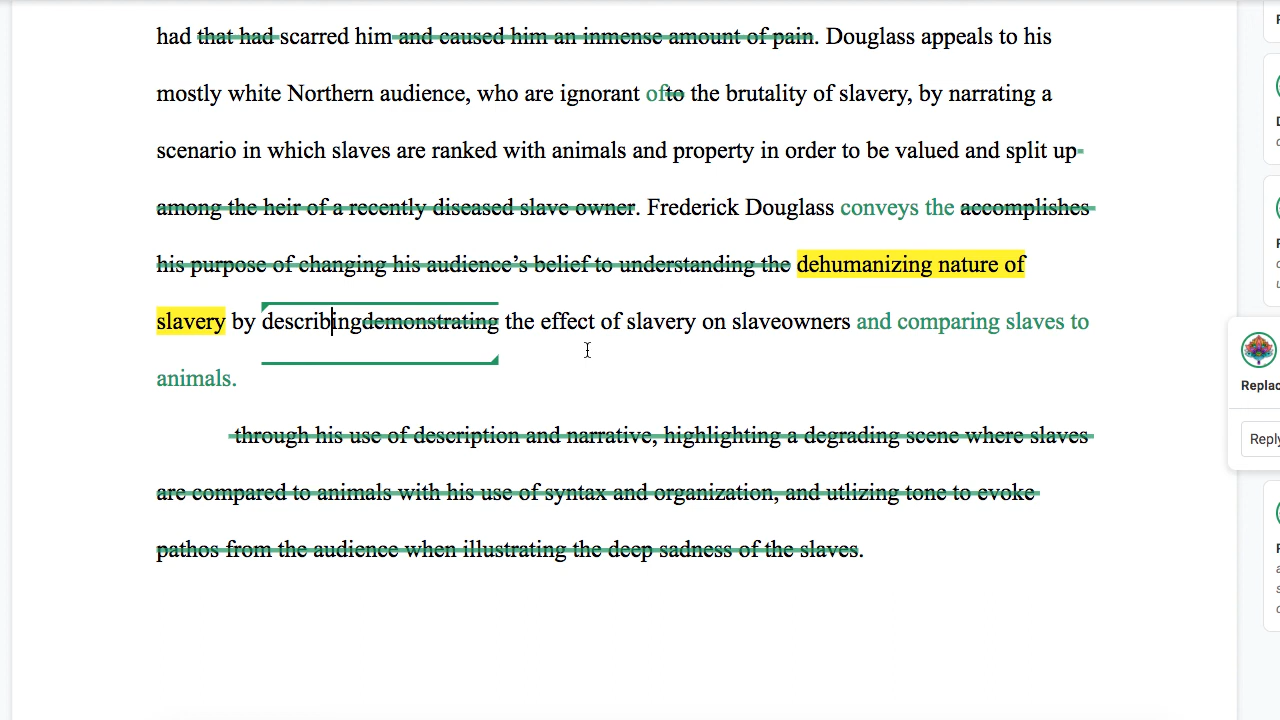 had that had scarred him and caused him an inmense amount of pain. Douglass appeals to his
mostly white Northern audience, who are ignorant ofto the brutality of slavery, by narrating a
scenario in which slaves are ranked with animals and property in order to be valued and split up
among the heir of a recently diseased slave owner. Frederick Douglass conveys the accomplishes
his purpose of changing his audience’s belief to understanding the dehumanizing nature of
slavery by describingdemonstrating the effect of slavery on slaveowners and comparing slaves to
animals.
through his use of description and narrative, highlighting a degrading scene where slaves
are compared to animals with his use of syntax and organization, and utlizing tone to evoke
pathos from the audience when illustrating the deep sadness of the slaves.
Reply